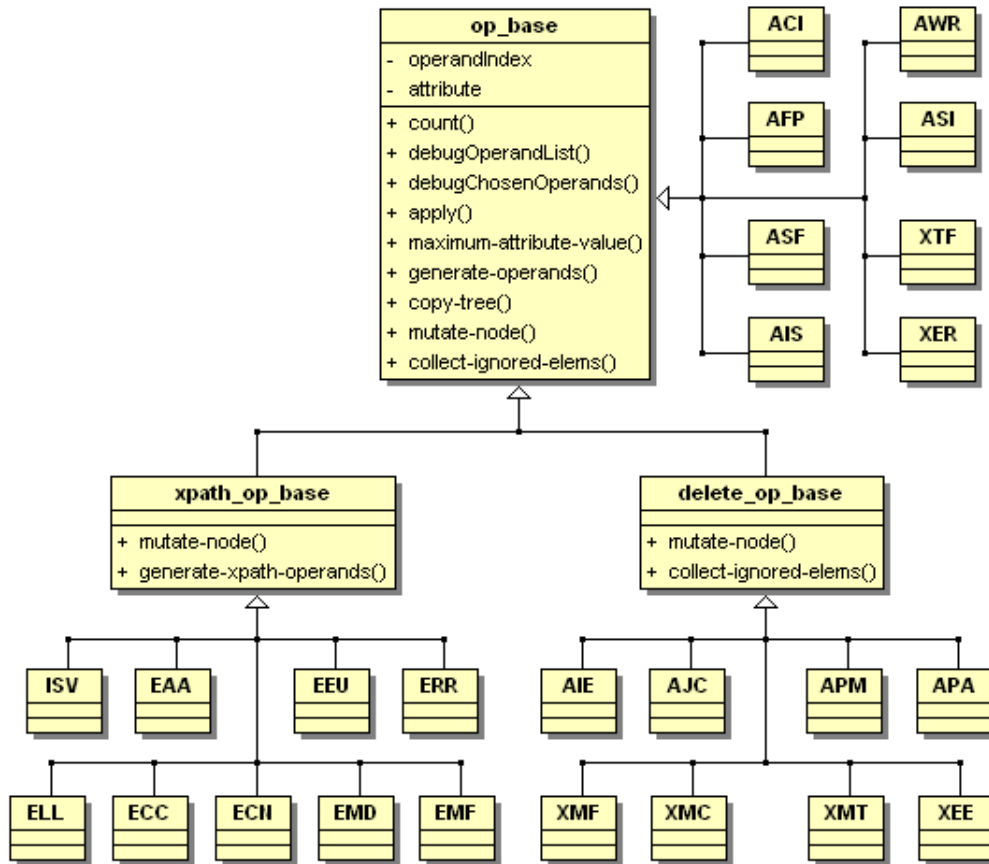 op_base
- operandIndex
- attribute
+ count()
+ debugOperandList()
+ debugChosenOperands()
+ apply()
+ maximum-attribute-value()
+ generate-operands()
+ copy-tree()
+ mutate-node()
+ collect-ignored-elems()
ACI
AWR
AFP
ASI
ASF
XTF
AIS
XER
xpath_op_base
+ mutate-node()
+ generate-xpath-operands()
delete_op_base
+ mutate-node()
+ collect-ignored-elems()
ISV
EAA
EEU
ERR
AIE
AJC
APM
APA
ELL
ECC
ECN
EMD
EMF
XMF
XMC
XMT
XEE